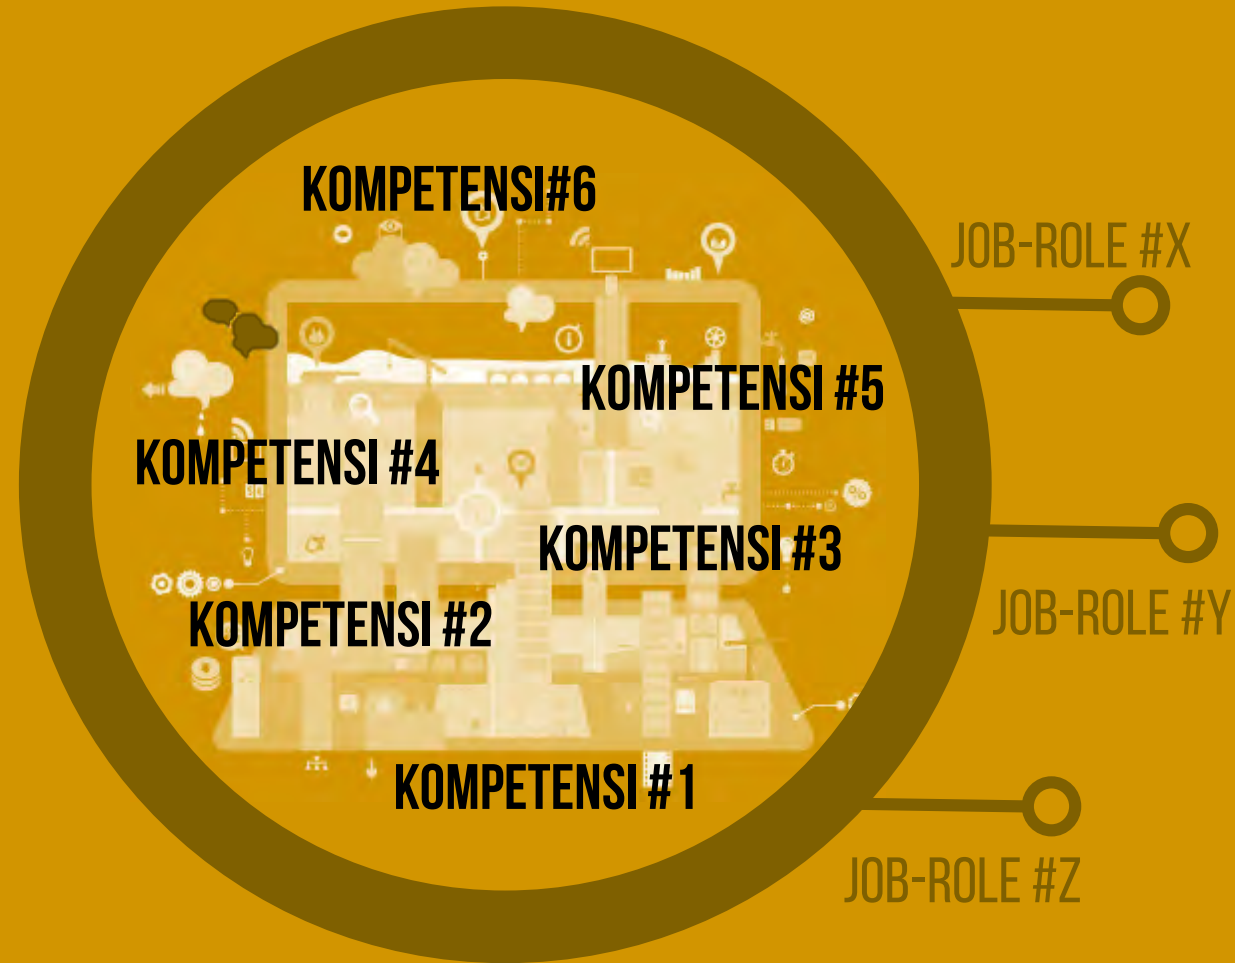 KOMPETENSI#6
JOB-ROLE #X
KOMPETENSI #5
KOMPETENSI #4
KOMPETENSI #3
KOMPETENSI #2
JOB-ROLE #Y
KOMPETENSI #1
JOB-ROLE #Z